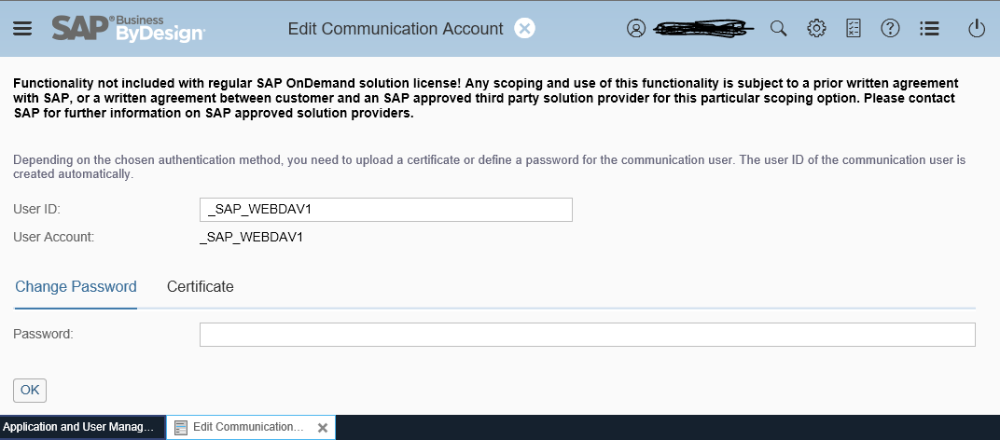 SAP Business ByDesign
Edit Communication Account
Functionality not included with regular SAP OnDemand solution license! Any scoping and use of this functionality is subject to a prior written agreement
with SAP, or a written agreement between customer and an SAP approved third party solution provider for this particular scoping option. Please contact
SAP for further information on SAP approved solution providers.
Depending on the chosen authentication method, you need to upload a certificate or define a password for the communication user. The user ID of the communication user is
created automatically.
User ID: _SAP_WEBDAV1
User Account: _SAP_WEBDAV1
Change Password Certificate
Password:
OK
Application and User Manag... Edit Communication...